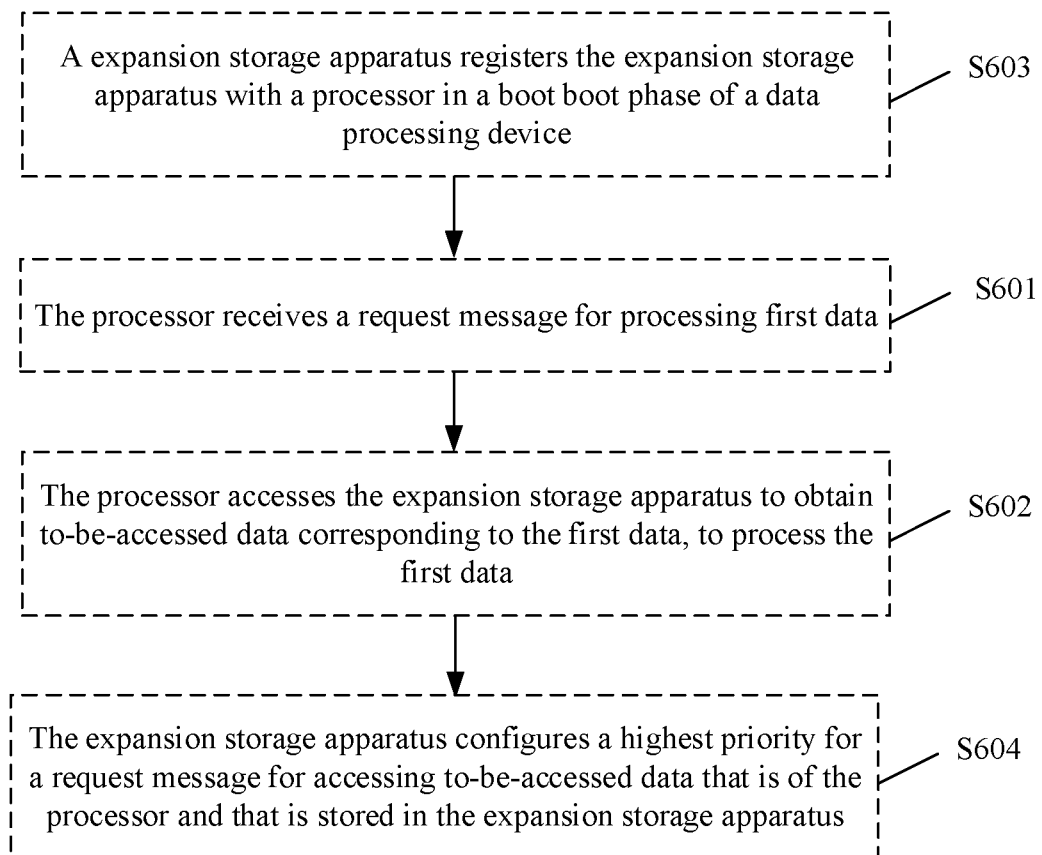 A expansion storage apparatus registers the expansion storage
apparatus with a processor in a boot boot phase of a data
processing device
S603
The processor receives a request message for processing first data
S601
The processor accesses the expansion storage apparatus to obtain
to-be-accessed data corresponding to the first data, to process the
first data
S602
The expansion storage apparatus configures a highest priority for
a request message for accessing to-be-accessed data that is of the
processor and that is stored in the expansion storage apparatus
S604